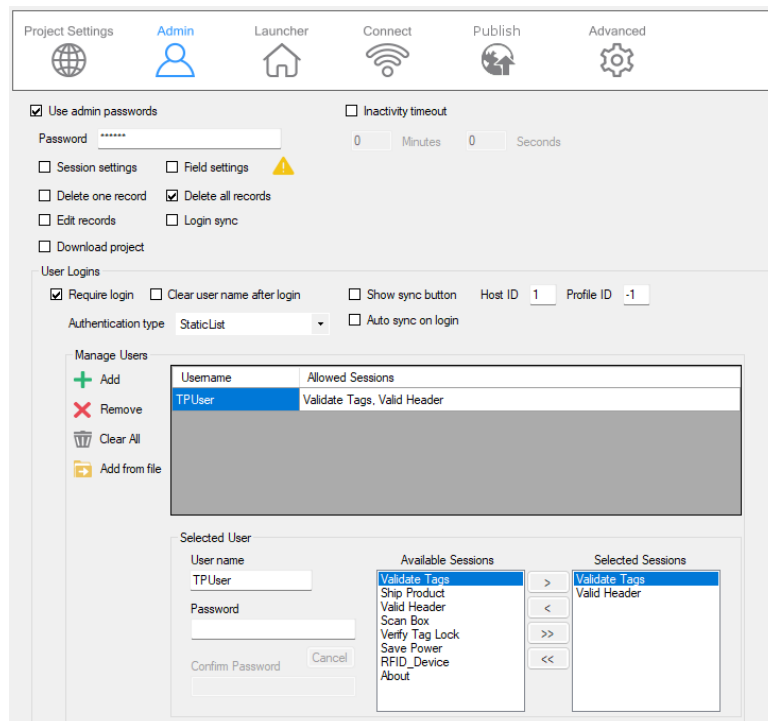 Project Settings Admin Launcher Connect Publish Advanced
Use admin passwords Inactivity timeout
Password ****** 0 Minutes 0 Seconds
Session settings Field settings
Delete one record Delete all records
Edit records Login sync
Download project
User Logins
Require login Clear user name after login Show sync button Host ID 1 Profile ID -1
Authentication type StaticList Auto sync on login
Manage Users
Add Username Allowed Sessions
TPUser Validate Tags, Valid Header
Remove
Clear All
Add from file
Selected User
User name Available Sessions Selected Sessions
TPUser Validate Tags > Validate Tags
Ship Product Valid Header
Password Valid Header <
Scan Box
Verify Tag Lock >>
Save Power
Confirm Password Cancel RFID_Device <<
About